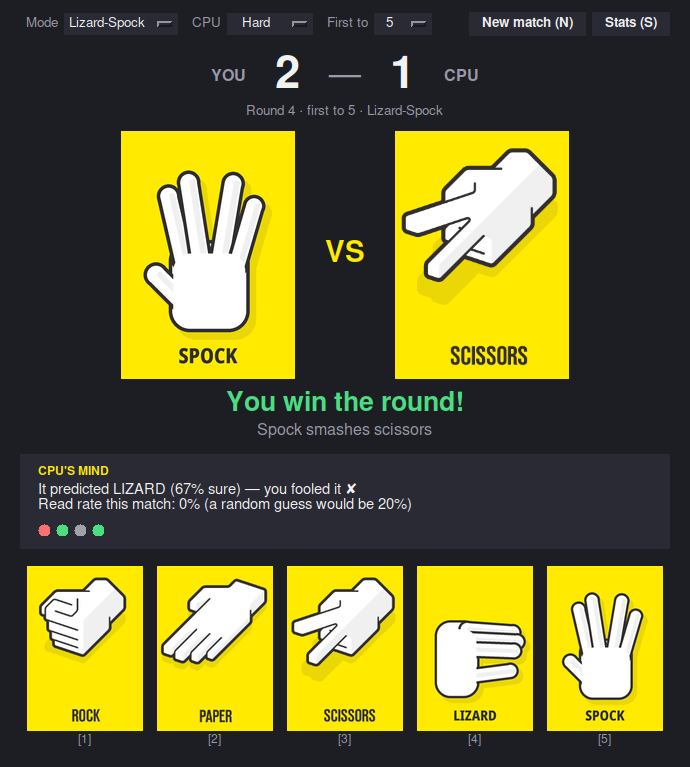 Mode Lizard-Spock CPU Hard First to 5 New match (N) Stats (S)
YOU 2 — 1 CPU
Round 4 · first to 5 · Lizard-Spock
VS
SPOCK
SCISSORS
You win the round!
Spock smashes scissors
CPU'S MIND
It predicted LIZARD (67% sure) — you fooled it ✘
Read rate this match: 0% (a random guess would be 20%)
ROCK PAPER SCISSORS LIZARD SPOCK
[1] [2] [3] [4] [5]